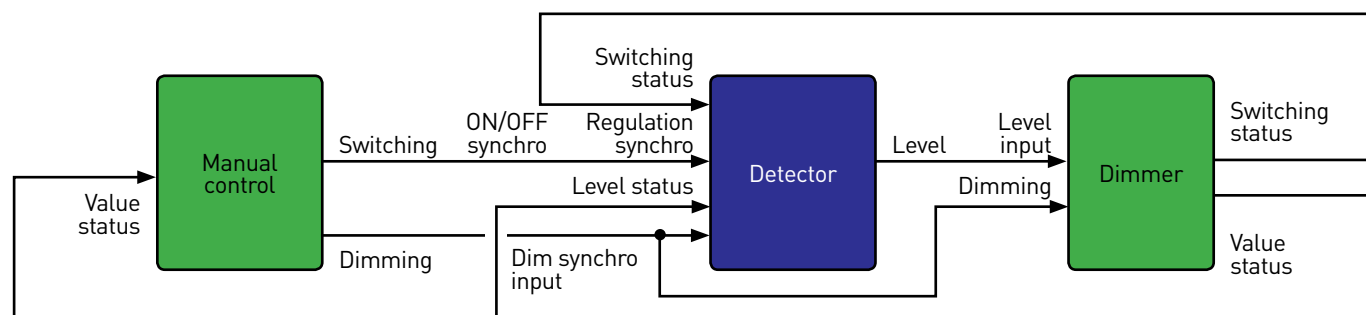 Switching
status
ON/OFF
synchro
Regulation
synchro
Switching
Manual
control
Value
status
Level status
Dimming
Dim synchro
input
Detector
Level
Level
input
Dimming
Dimmer
Switching
status
Value
status